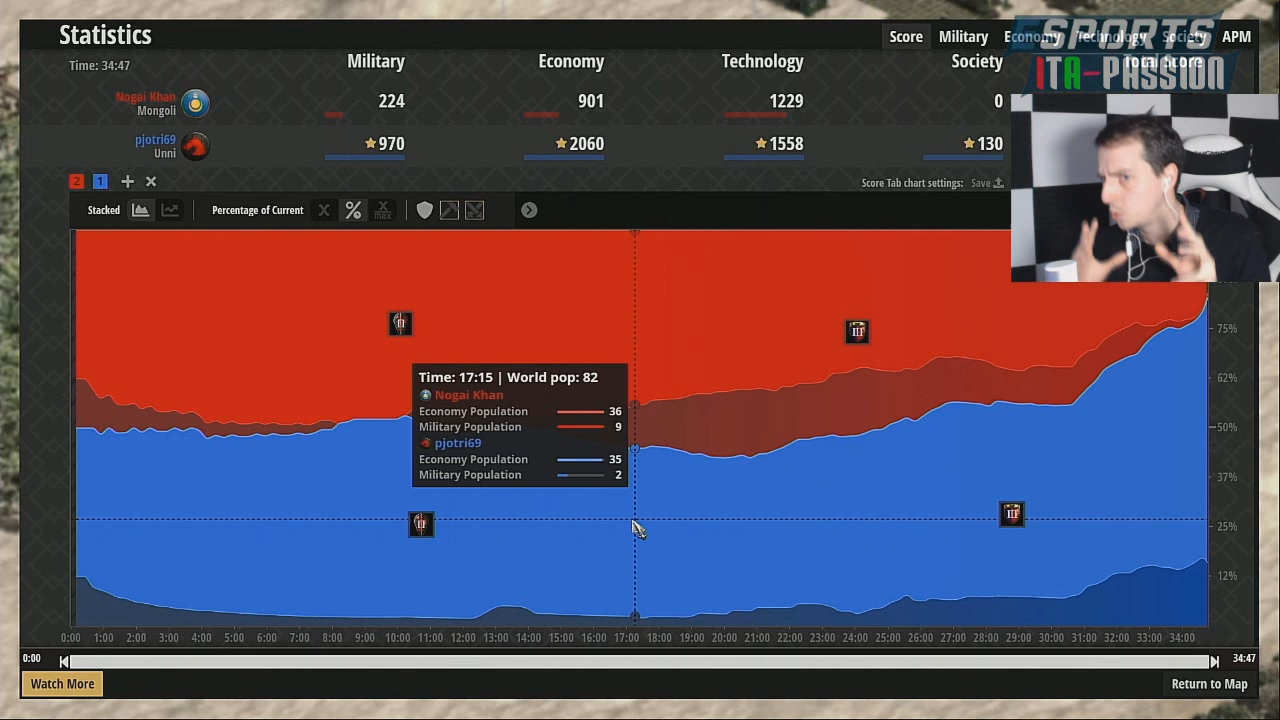 Statistics
Score Military Economy Technology Society APM
ESPORTS
ITA-PASSION
Time: 34:47
Military Economy Technology Society Total Score
Nogai Khan
Mongoli
224 901 1229 0
pjotri69
Unni
970 2060 1558 130
2 1
Score Tab chart settings: Save
Stacked Percentage of Current X % X max
II III
Time: 17:15 | World pop: 82
Nogai Khan
Economy Population 36
Military Population 9
pjotri69
Economy Population 35
Military Population 2
II III
75%
62%
50%
37%
25%
12%
0:00 1:00 2:00 3:00 4:00 5:00 6:00 7:00 8:00 9:00 10:00 11:00 12:00 13:00 14:00 15:00 16:00 17:00 18:00 19:00 20:00 21:00 22:00 23:00 24:00 25:00 26:00 27:00 28:00 29:00 30:00 31:00 32:00 33:00 34:00
0:00 34:47
Watch More Return to Map